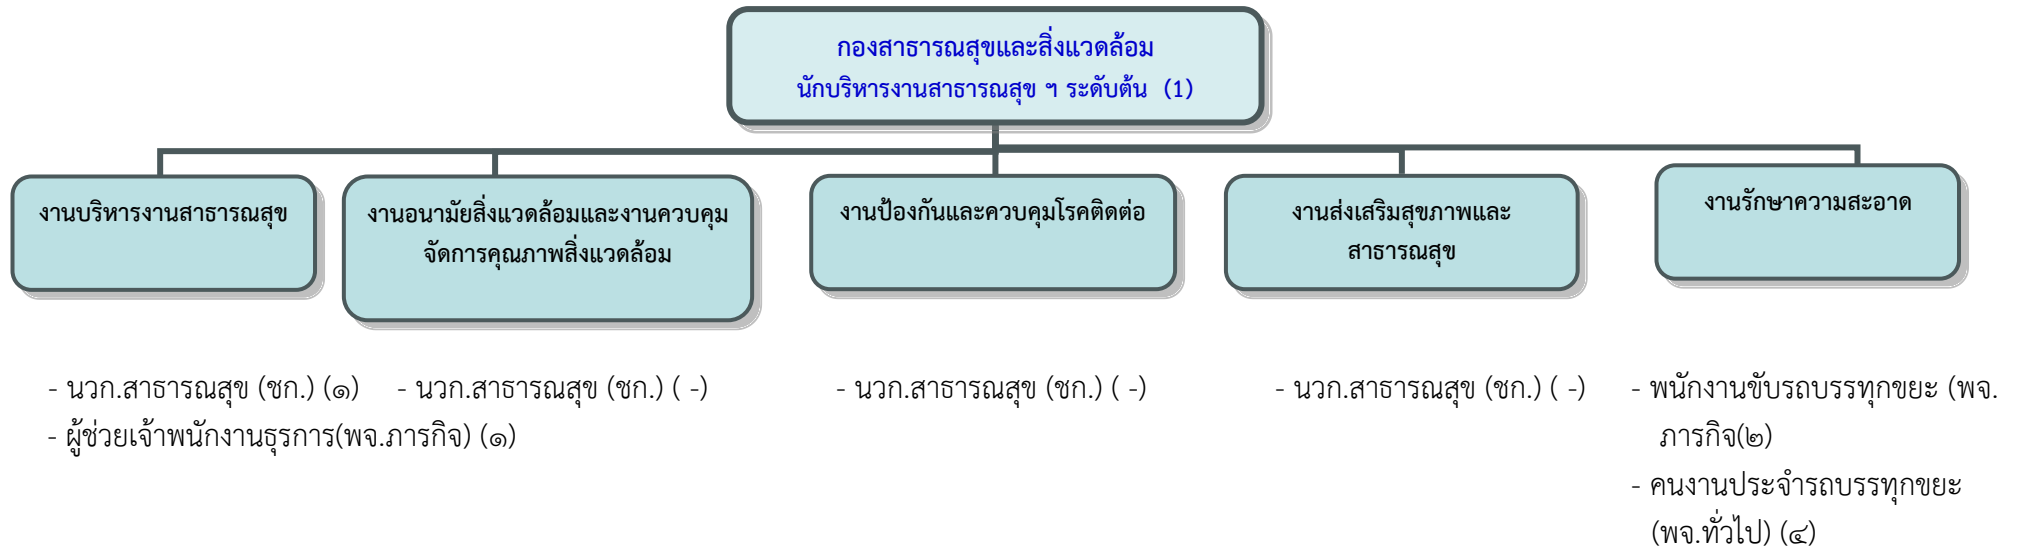 กองสาธารณสุขและสิ่งแวดล้อม
นักบริหารงานสาธารณสุข ฯ ระดับต้น (1)
งานบริหารงานสาธารณสุข
งานอนามัยสิ่งแวดล้อมและงานควบคุม
จัดการคุณภาพสิ่งแวดล้อม
งานป้องกันและควบคุมโรคติดต่อ
งานส่งเสริมสุขภาพและ
สาธารณสุข
งานรักษาความสะอาด
- นวก.สาธารณสุข (ชก.) (๑)
- ผู้ช่วยเจ้าพนักงานธุรการ(พจ.ภารกิจ) (๑)
- นวก.สาธารณสุข (ชก.) ( -)
- นวก.สาธารณสุข (ชก.) ( -)
- นวก.สาธารณสุข (ชก.) ( -)
- พนักงานขับรถบรรทุกขยะ (พจ.
ภารกิจ(๒)
- คนงานประจำรถบรรทุกขยะ
(พจ.ทั่วไป) (๔)